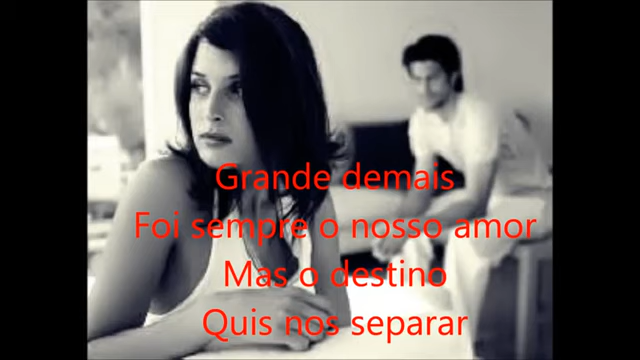 Grande demais
Foi sempre o nosso amor
Mas o destino
Quis nos separar